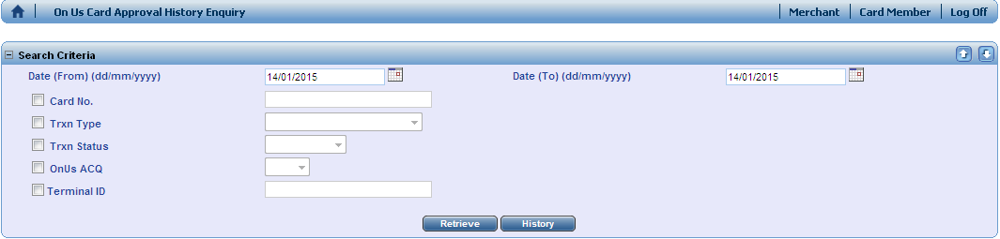 On Us Card Approval History Enquiry Merchant Card Member Log Off
Search Criteria
Date (From) (dd/mm/yyyy) 14/01/2015 Date (To) (dd/mm/yyyy) 14/01/2015
Card No.
Trxn Type
Trxn Status
OnUs ACQ
Terminal ID
Retrieve History